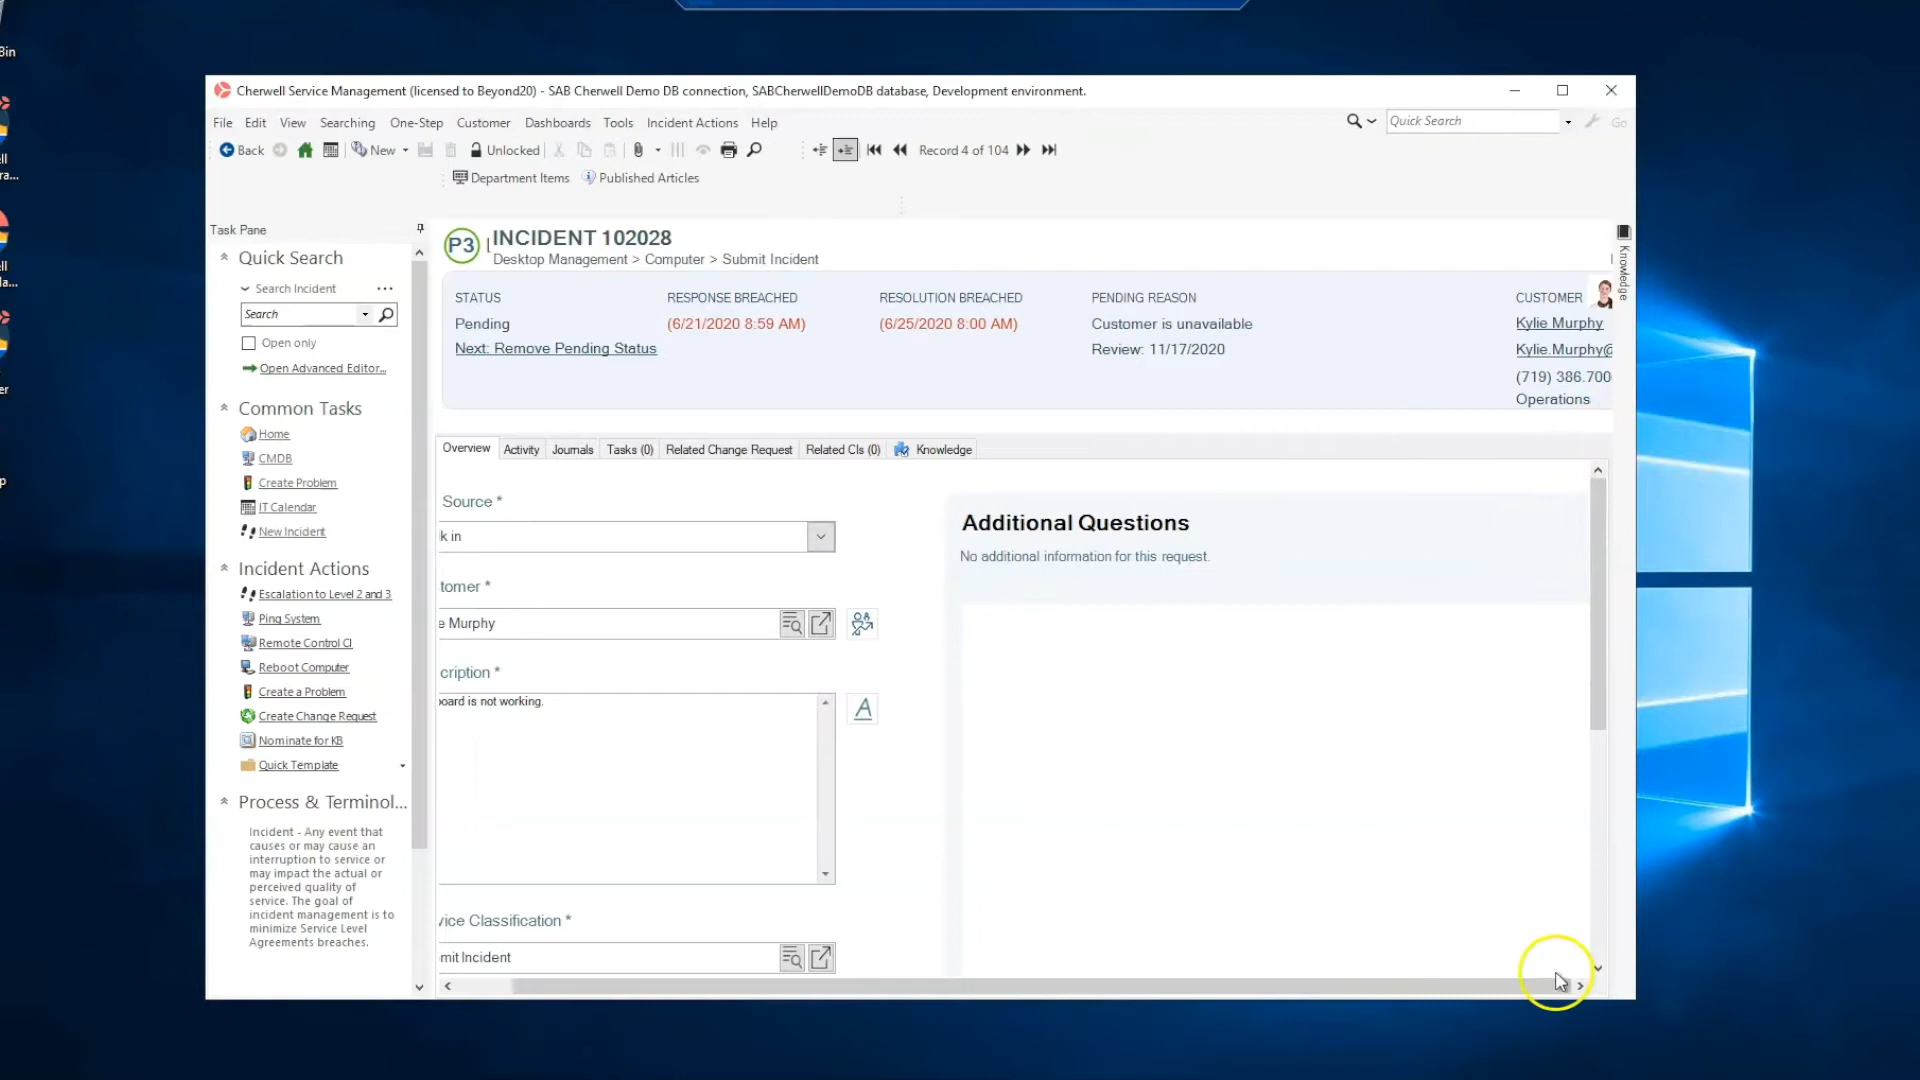 Bin
Cherwell Service Management (licensed to Beyond20) - SAB Cherwell Demo DB connection, SABCherwellDemoDB database, Development environment.
File Edit View Searching One-Step Customer Dashboards Tools Incident Actions Help
Quick Search
Go
Back New Unlocked Record 4 of 104
Department Items Published Articles
Task Pane
Quick Search
Search Incident ...
Search
Open only
Open Advanced Editor...
Common Tasks
Home
CMDB
Create Problem
IT Calendar
New Incident
Incident Actions
Escalation to Level 2 and 3
Ping System
Remote Control CI
Reboot Computer
Create a Problem
Create Change Request
Nominate for KB
Quick Template
Process & Terminol...
Incident - Any event that
causes or may cause an
interruption to service or
may impact the actual or
perceived quality of
service. The goal of
incident management is to
minimize Service Level
Agreements breaches.
P3 INCIDENT 102028
Desktop Management > Computer > Submit Incident
STATUS
Pending
Next: Remove Pending Status
RESPONSE BREACHED
(6/21/2020 8:59 AM)
RESOLUTION BREACHED
(6/25/2020 8:00 AM)
PENDING REASON
Customer is unavailable
Review: 11/17/2020
CUSTOMER
Kylie Murphy
Kylie.Murphy@
(719) 386.700
Operations
Knowledge
Overview Activity Journals Tasks (0) Related Change Request Related CIs (0) Knowledge
Source *
k in
tomer *
e Murphy
cription *
board is not working.
A
vice Classification *
mit Incident
Additional Questions
No additional information for this request.